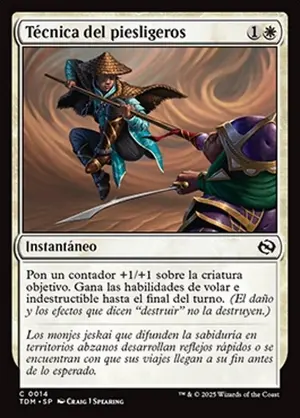 Técnica del piesligeros
1
Instantáneo
Pon un contador +1/+1 sobre la criatura
objetivo. Gana las habilidades de volar e
indestructible hasta el final del turno. (El daño
y los efectos que dicen “destruir” no la destruyen.)
Los monjes jeskai que difunden la sabiduría en
territorios abzanos desarrollan reflejos rápidos o se
encuentran con que sus viajes llegan a su fin antes
de lo esperado.
C 0014
TDM • SP Craig J Spearing
™ & © 2025 Wizards of the Coast